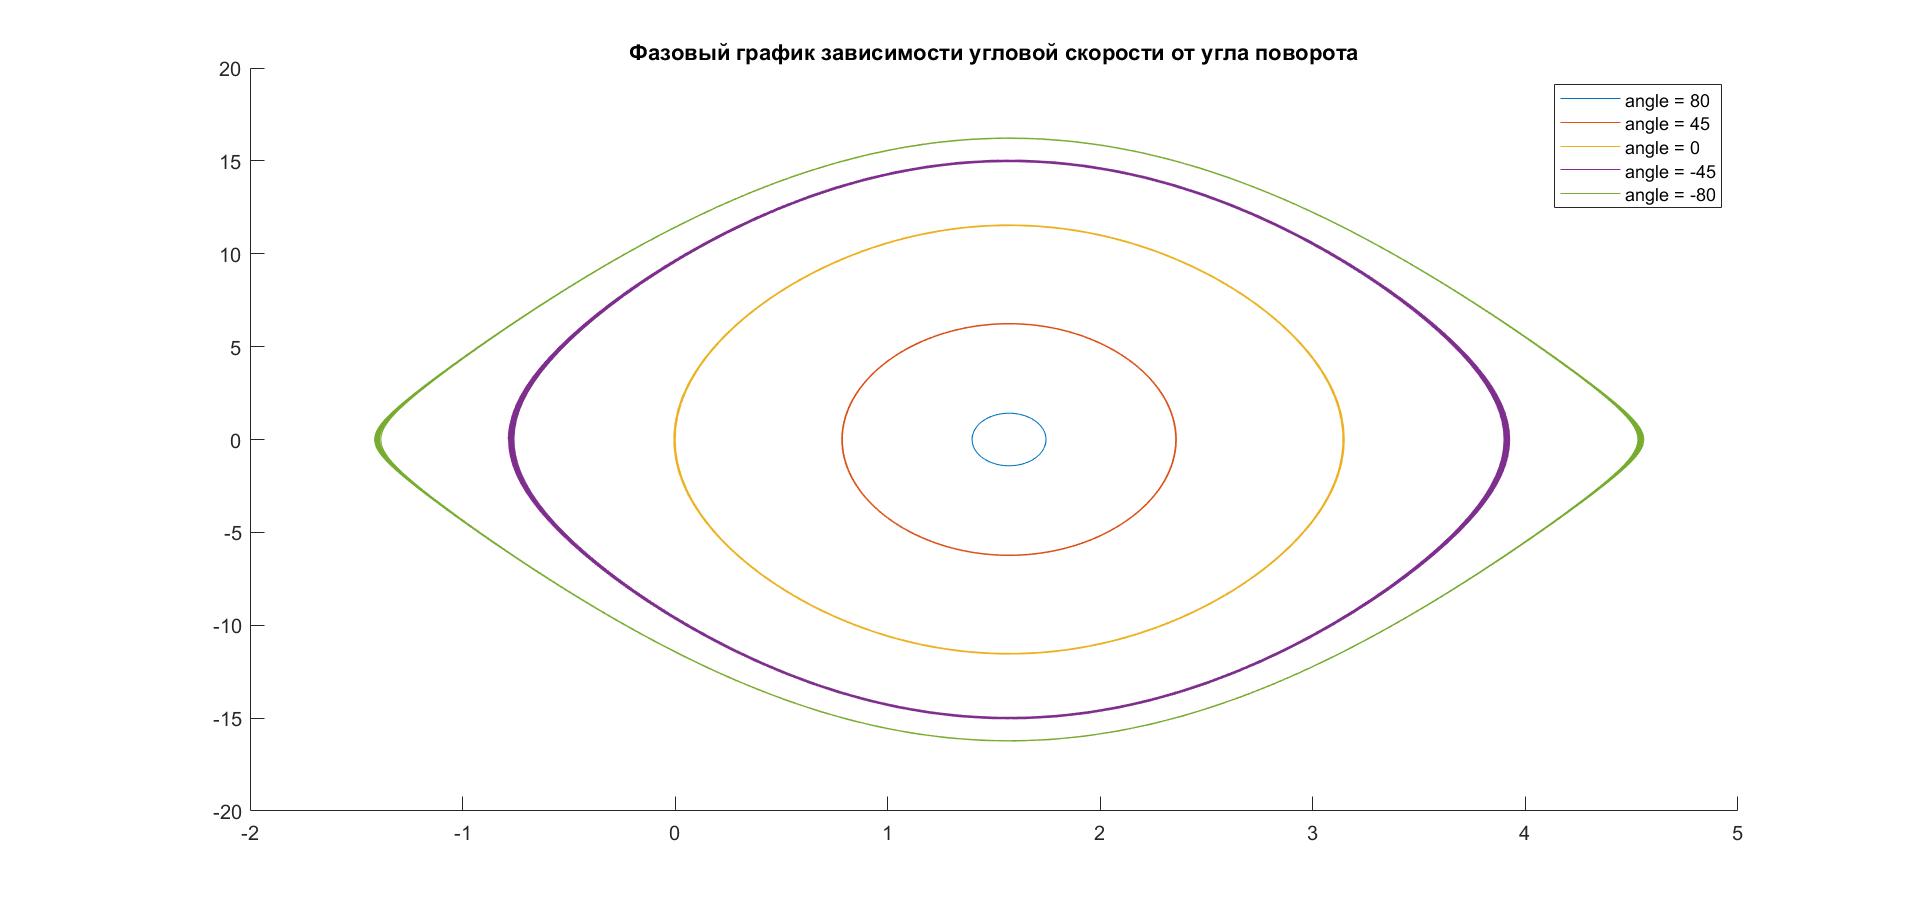 Фазовый график зависимости угловой скорости от угла поворота
20
15
10
5
0
-5
-10
-15
-20
-2
-1
0
1
2
3
4
5
angle = 80
angle = 45
angle = 0
angle = -45
angle = -80